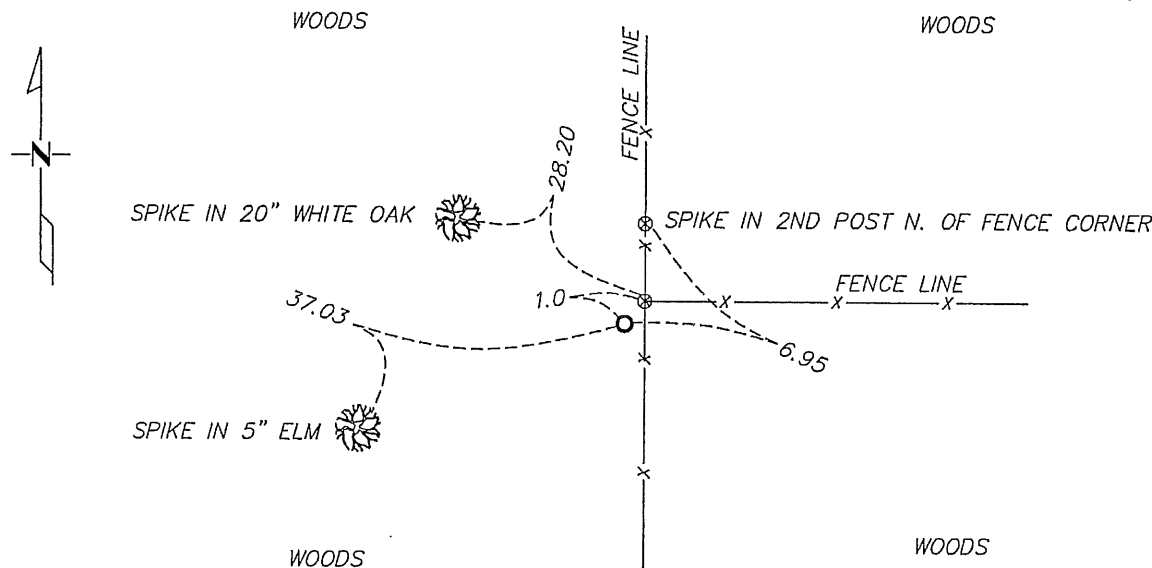 WOODS
WOODS
FENCE LINE
N
28.20
SPIKE IN 20" WHITE OAK
SPIKE IN 2ND POST N. OF FENCE CORNER
FENCE LINE
1.0
37.03
6.95
SPIKE IN 5" ELM
WOODS
WOODS